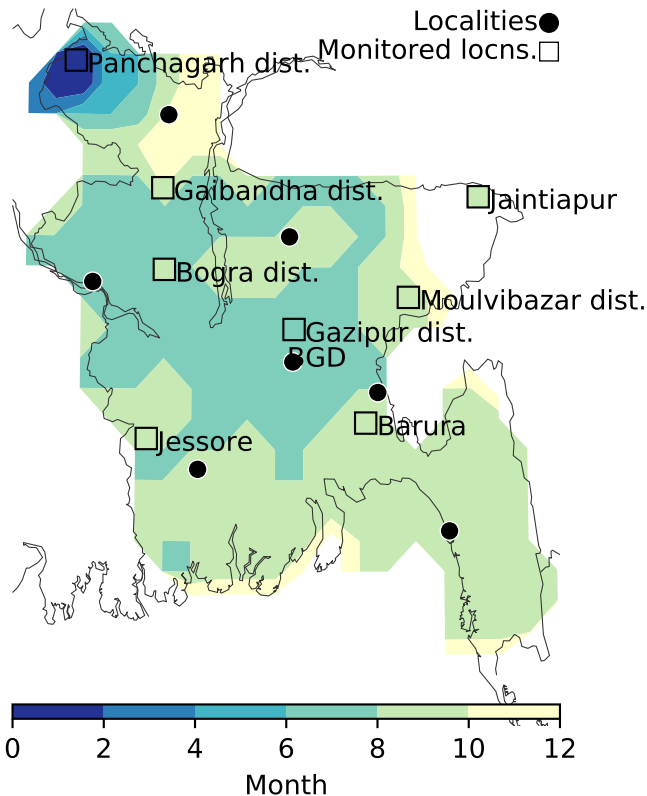 Localities
Monitored locns.
Panchagarh dist.
Gaibandha dist.
Jaintiapur
Bogra dist.
Moulvibazar dist.
Gazipur dist.
BGD
Barura
Jessore
0 2 4 6 8 10 12
Month